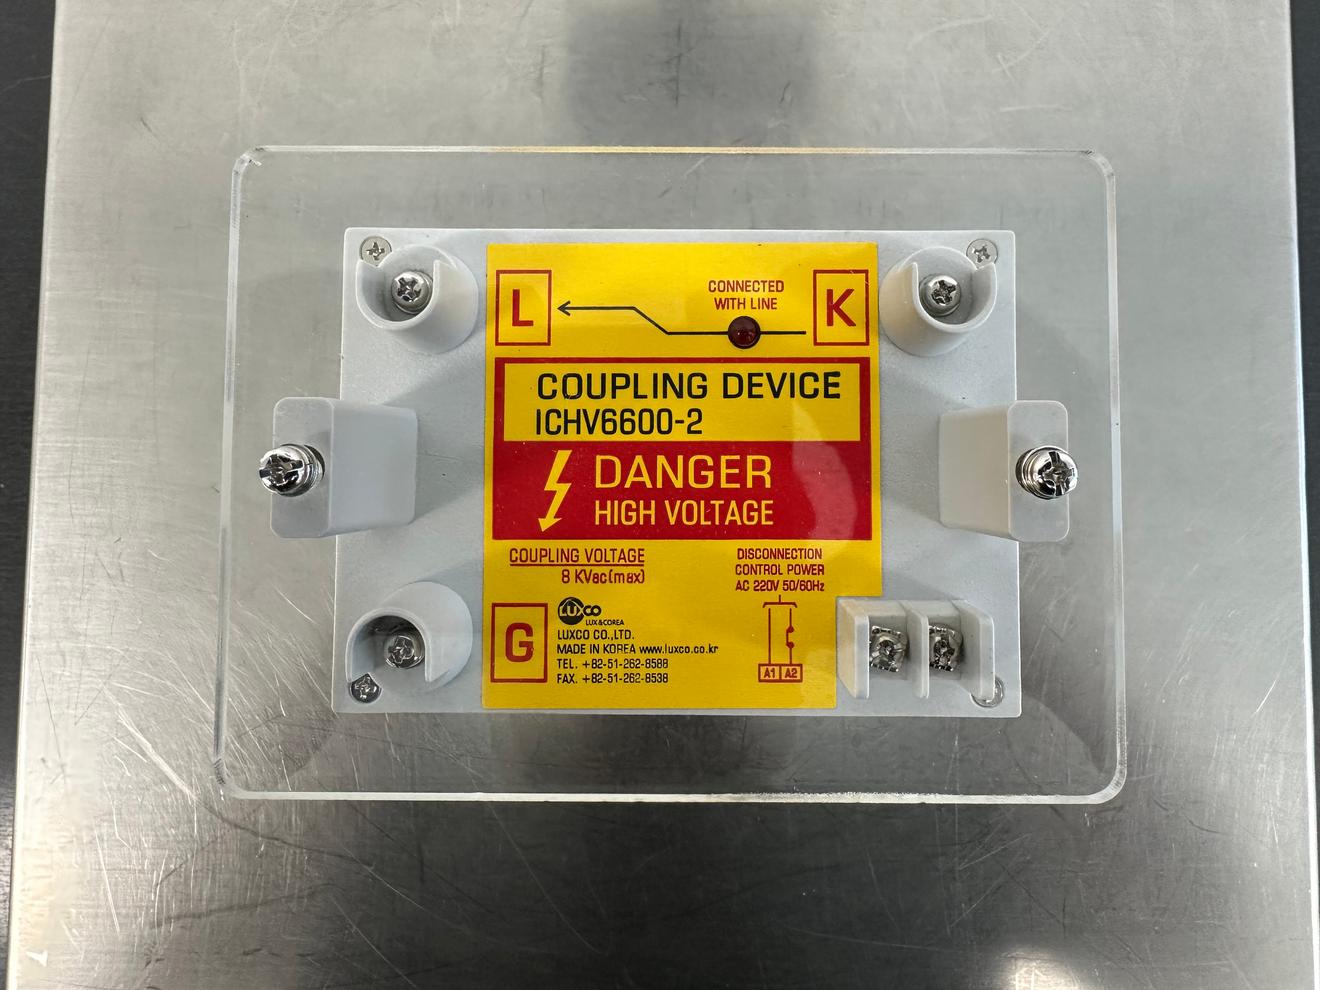 L
CONNECTED
WITH LINE
K
COUPLING DEVICE
ICHV6600-2
DANGER
HIGH VOLTAGE
COUPLING VOLTAGE
8 KVac(max)
DISCONNECTION
CONTROL POWER
AC 220V 50/60Hz
G
LUXCO
LUX&COREA
LUXCO CO.,LTD.
MADE IN KOREA www.luxco.co.kr
TEL. +82-51-262-8588
FAX. +82-51-262-8538
A1 A2